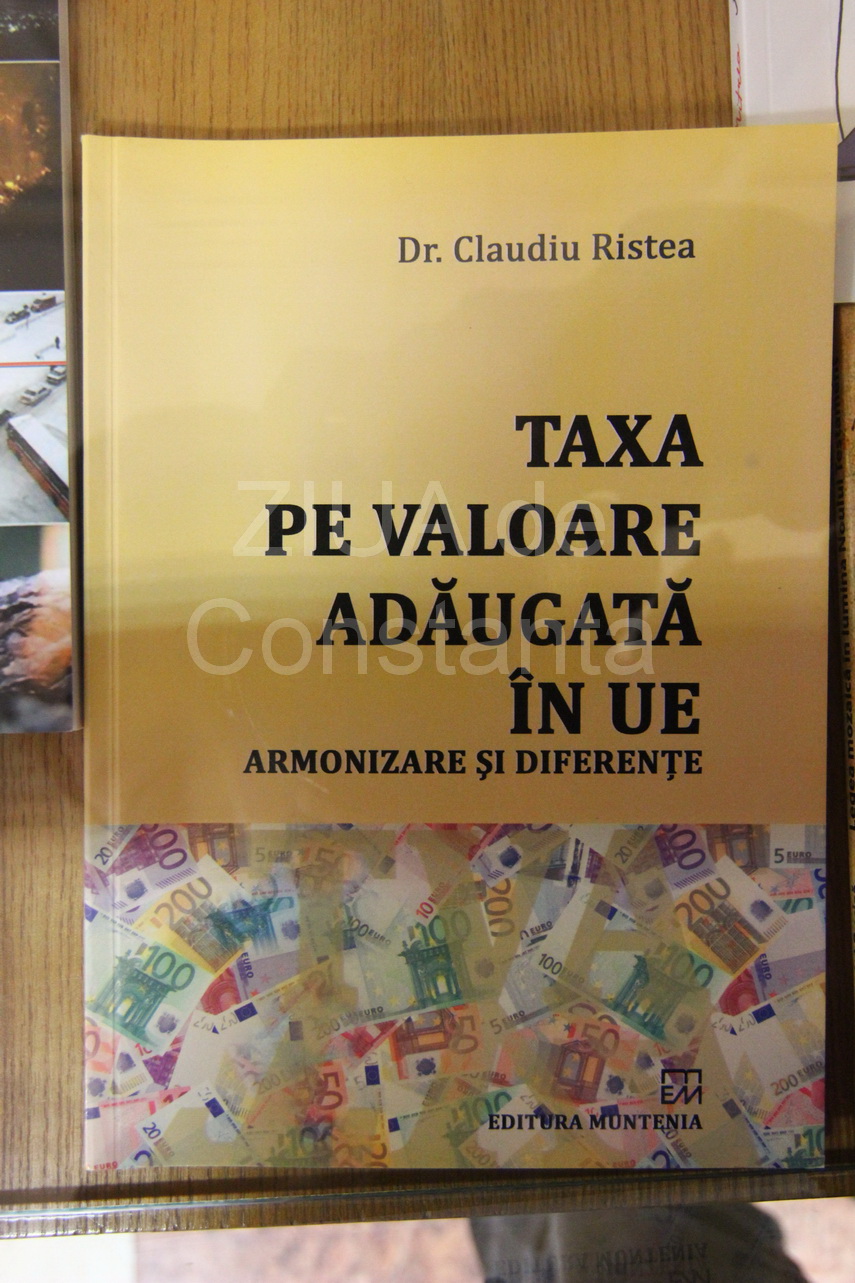 Dr. Claudiu Ristea
TAXA
PE VALOARE
ADĂUGATĂ
ÎN UE
ARMONIZARE ŞI DIFERENŢE
ZIUA de
Constanta
EDITURA MUNTENIA